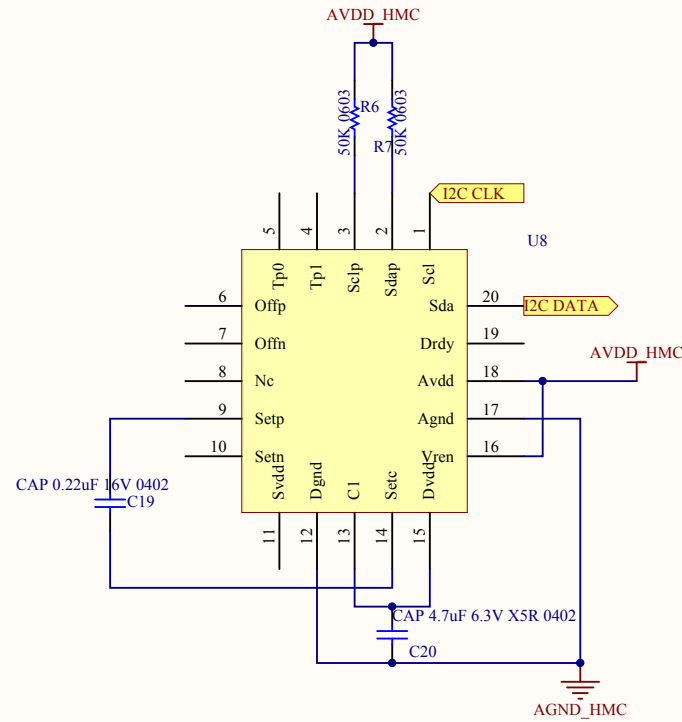 AVDD_HMC
R6
R7
50K 0603
50K 0603
I2C CLK
5
4
3
2
1
U8
Tp0
Tp1
Sclp
Sdap
Scl
6
Offp
Sda
20
I2C DATA
7
Offn
Drdy
19
AVDD_HMC
8
Nc
Avdd
18
9
Setp
Agnd
17
10
Setn
Vren
16
Svdd
Dgnd
C1
Setc
Dvdd
CAP 0.22uF 16V 0402
C19
11
12
13
14
15
CAP 4.7uF 6.3V X5R 0402
C20
AGND_HMC